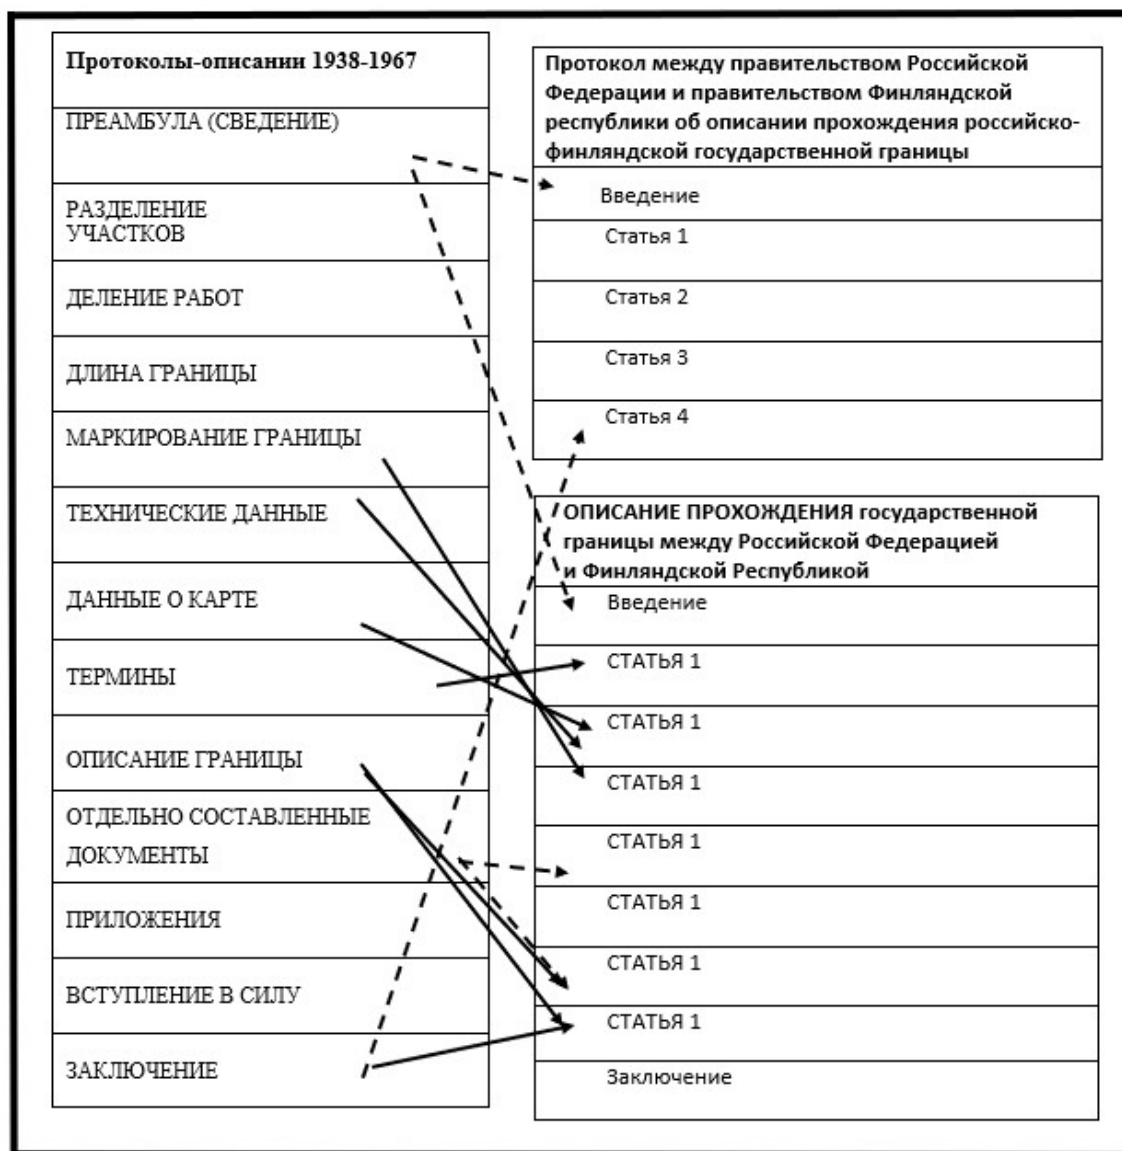 Протоколы-описании 1938-1967
ПРЕАМБУЛА (СВЕДЕНИЕ)
РАЗДЕЛЕНИЕ
УЧАСТКОВ
ДЕЛЕНИЕ РАБОТ
ДЛИНА ГРАНИЦЫ
МАРКИРОВАНИЕ ГРАНИЦЫ
ТЕХНИЧЕСКИЕ ДАННЫЕ
ДАННЫЕ О КАРТЕ
ТЕРМИНЫ
ОПИСАНИЕ ГРАНИЦЫ
ОТДЕЛЬНО СОСТАВЛЕННЫЕ
ДОКУМЕНТЫ
ПРИЛОЖЕНИЯ
ВСТУПЛЕНИЕ В СИЛУ
ЗАКЛЮЧЕНИЕ
Протокол между правительством Российской
Федерации и правительством Финляндской
республики об описании прохождения российско-
финляндской государственной границы
Введение
Статья 1
Статья 2
Статья 3
Статья 4
ОПИСАНИЕ ПРОХОЖДЕНИЯ государственной
границы между Российской Федерацией
и Финляндской Республикой
Введение
СТАТЬЯ 1
СТАТЬЯ 1
СТАТЬЯ 1
СТАТЬЯ 1
СТАТЬЯ 1
СТАТЬЯ 1
СТАТЬЯ 1
Заключение